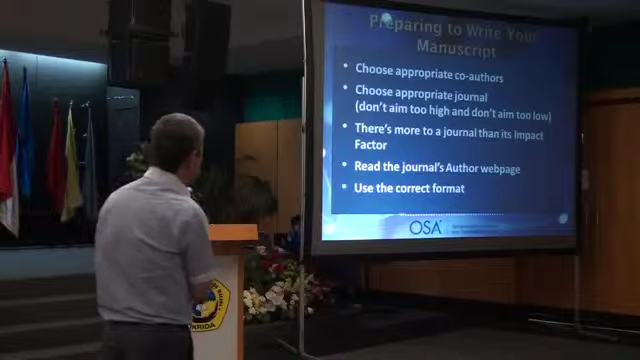 Preparing to Write Your
Manuscript
• Choose appropriate co-authors
• Choose appropriate journal
(don't aim too high and don't aim too low)
• There's more to a journal than its Impact
Factor
• Read the journal's Author webpage
• Use the correct format
OSA
KRIDA